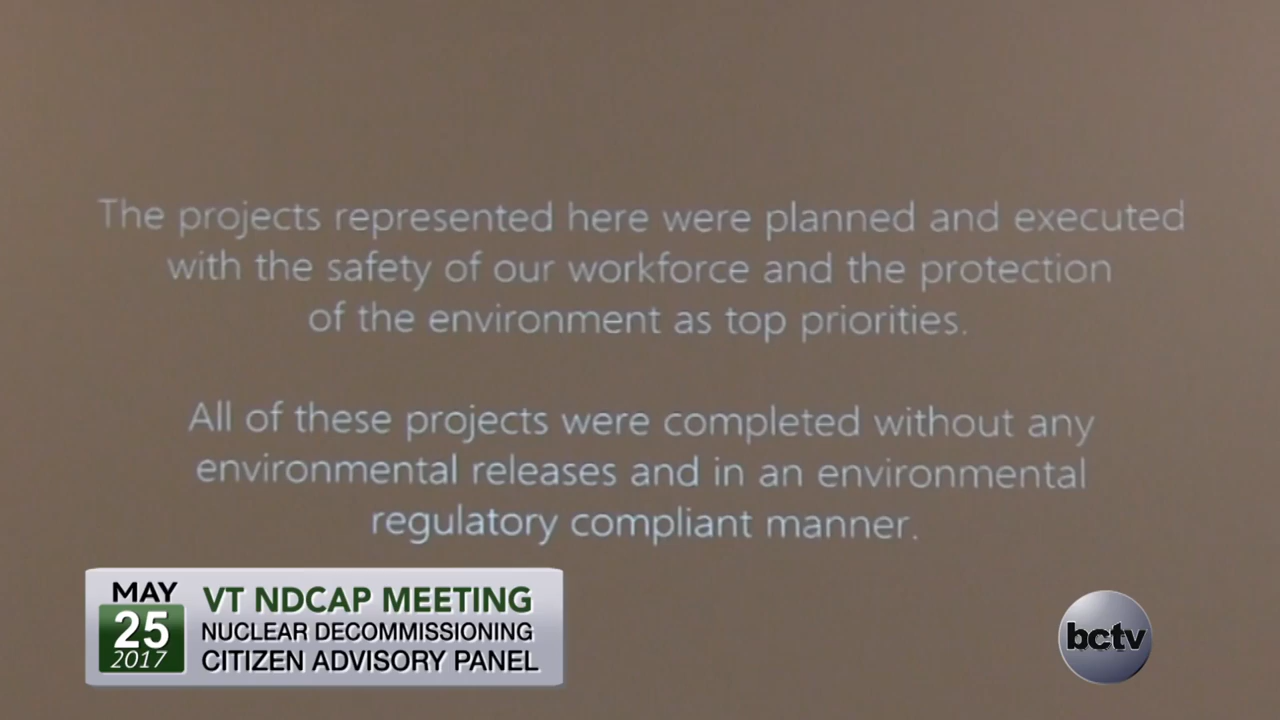 The projects represented here were planned and executed
with the safety of our workforce and the protection
of the environment as top priorities.
All of these projects were completed without any
environmental releases and in an environmental
regulatory compliant manner.
MAY
25
2017
VT NDCAP MEETING
NUCLEAR DECOMMISSIONING
CITIZEN ADVISORY PANEL
bctv